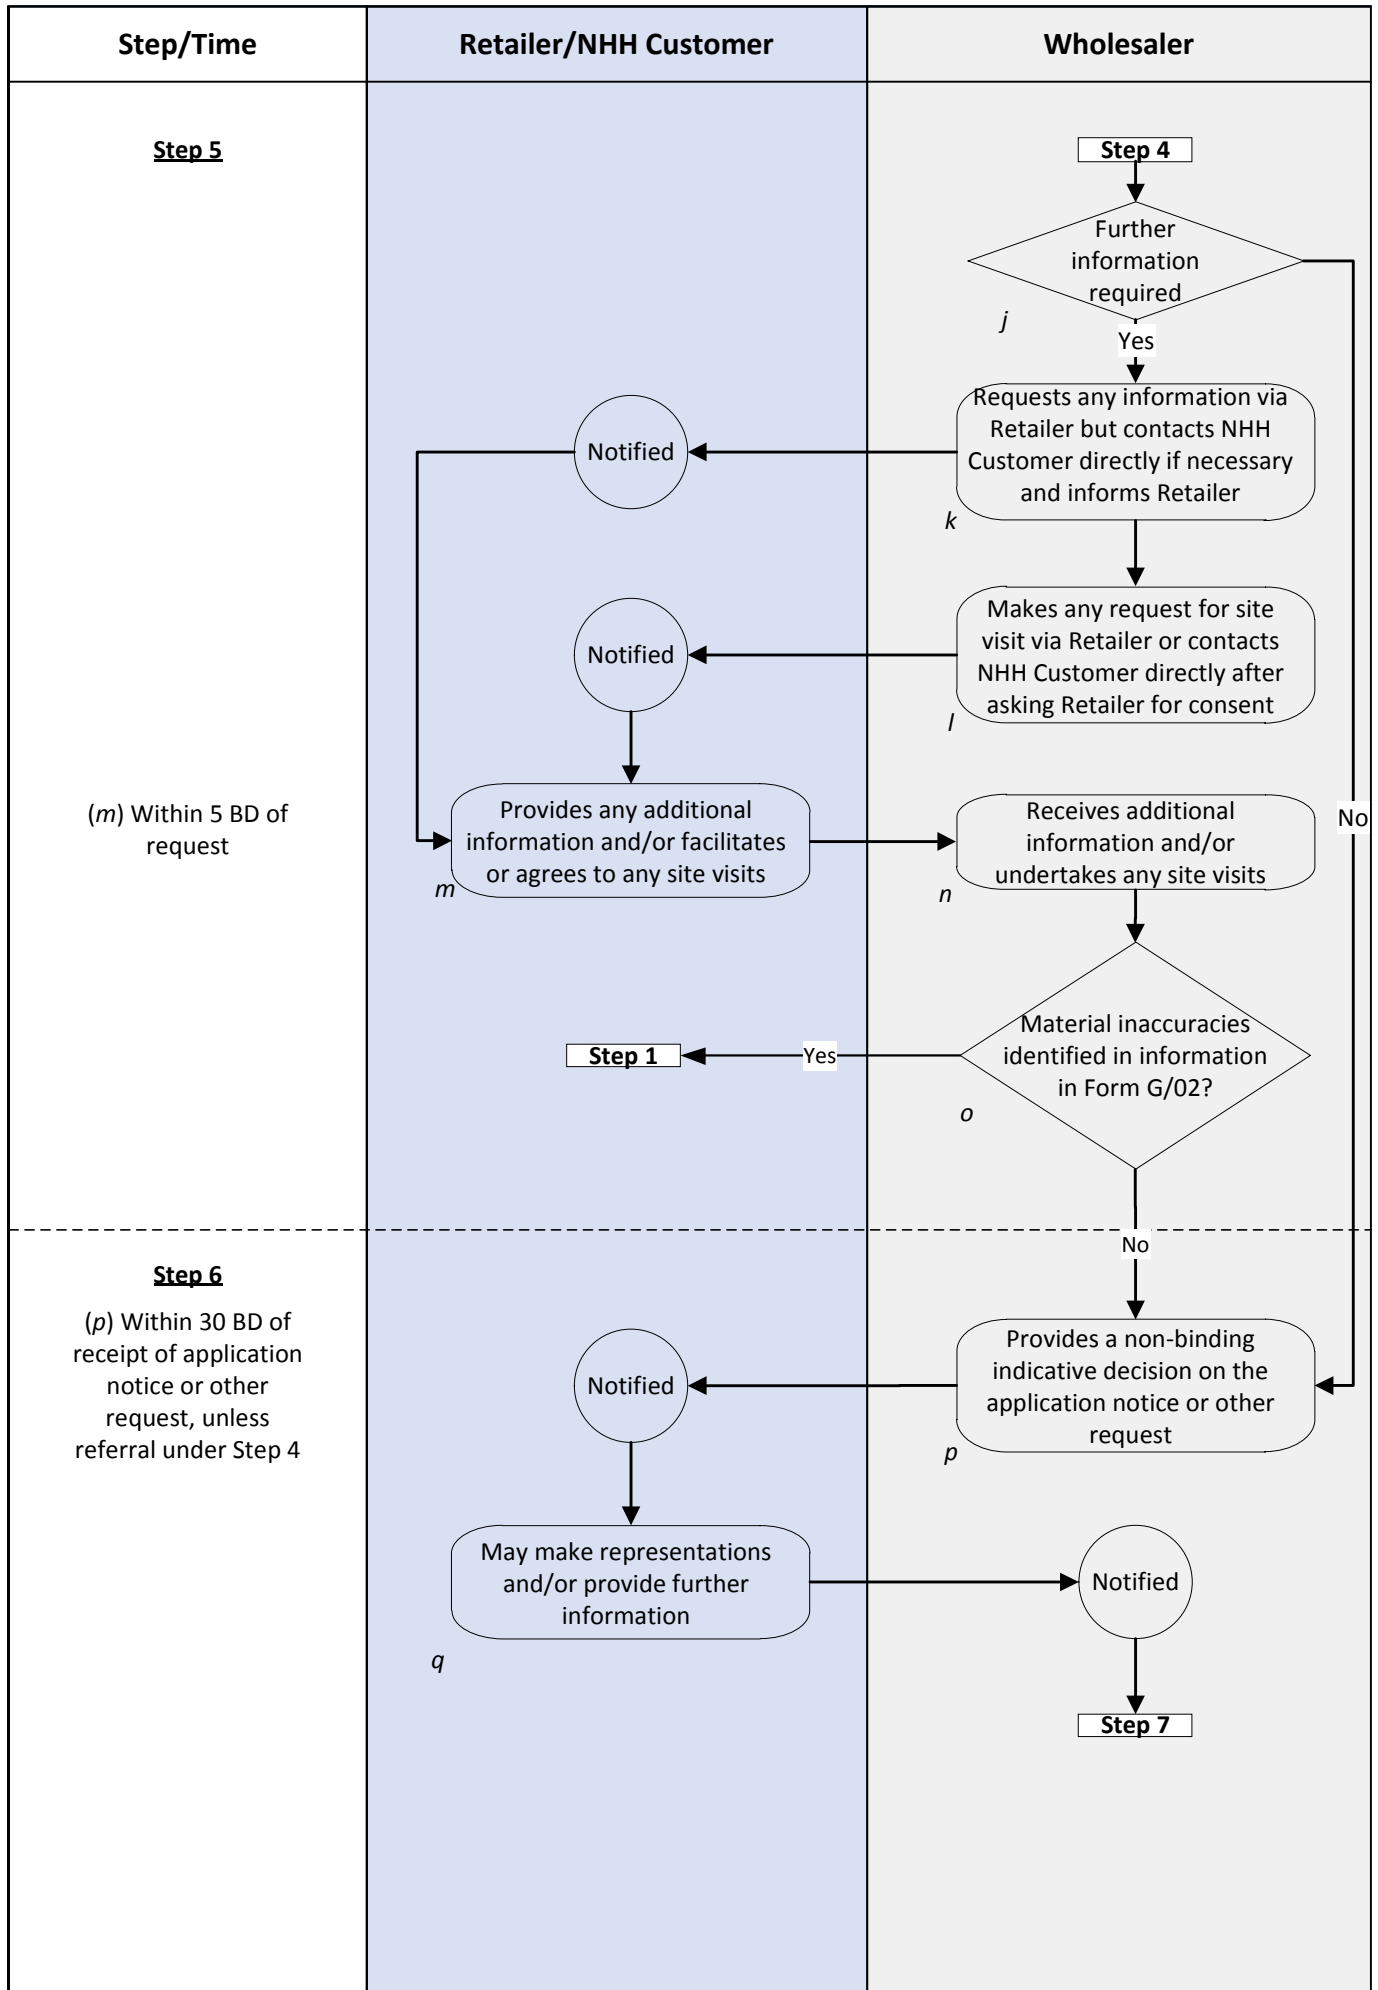 Step/Time
Retailer/NHH Customer
Wholesaler
Step 5
Step 4
Further
information
required
j
Yes
Requests any information via
Retailer but contacts NHH
Customer directly if necessary
and informs Retailer
k
Notified
Makes any request for site
visit via Retailer or contacts
NHH Customer directly after
asking Retailer for consent
l
Notified
(m) Within 5 BD of
request
Provides any additional
information and/or facilitates
or agrees to any site visits
m
Receives additional
information and/or
undertakes any site visits
n
No
Material inaccuracies
identified in information
in Form G/02?
o
Yes
Step 1
No
Step 6
(p) Within 30 BD of
receipt of application
notice or other
request, unless
referral under Step 4
Notified
Provides a non-binding
indicative decision on the
application notice or other
request
p
May make representations
and/or provide further
information
q
Notified
Step 7